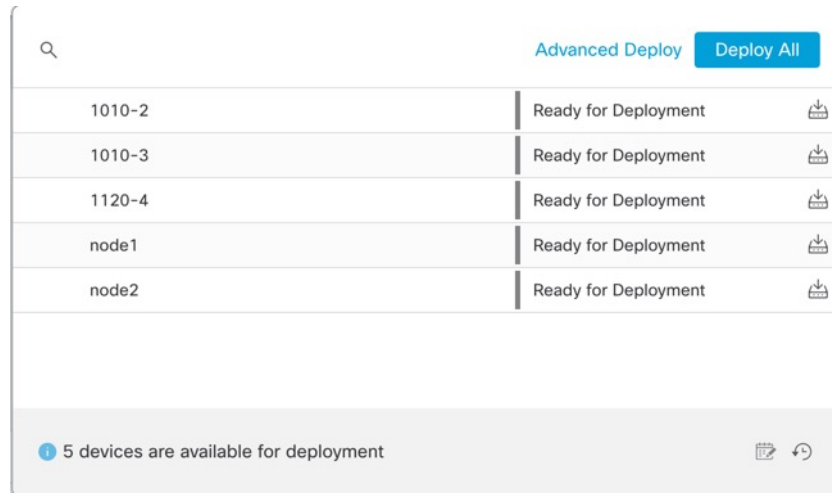 Advanced Deploy Deploy All
1010-2 Ready for Deployment
1010-3 Ready for Deployment
1120-4 Ready for Deployment
node1 Ready for Deployment
node2 Ready for Deployment
5 devices are available for deployment